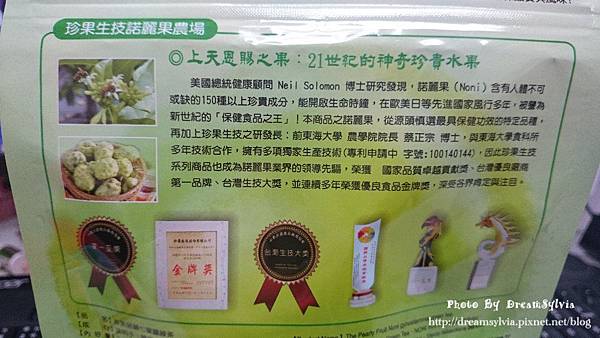 珍果生技諾麗果農場
◎上天恩賜之果：21世紀的神奇珍貴水果
美國總統健康顧問 Neil Solomon 博士研究發現，諾麗果（Noni）含有人體不可
或缺的150種以上珍貴成分，能開啟生命時鐘，在歐美日等先進國家風行多年，被譽為
新世紀的「保健食品之王」！本商品之諾麗果，從源頭慎選最具保健功效的特定品種，
再加上珍果生技之研發長：前東海大學 農學院院長 蔡正宗 博士，與東海大學食科所
多年技術合作，擁有多項獨家生產技術(專利申請中 字號:100140144)，因此珍果生技
系列商品也成為諾麗果業界的領導先驅，榮獲 國家品質卓越貢獻獎、台灣優良廠商
第一品牌、台灣生技大獎，並連續多年榮獲優良食品金牌獎，深受各界肯定與注目。
金牌獎
台灣生技大獎
Photo By DreamSylvia
http://dreamsylvia.pixnet.net/blog